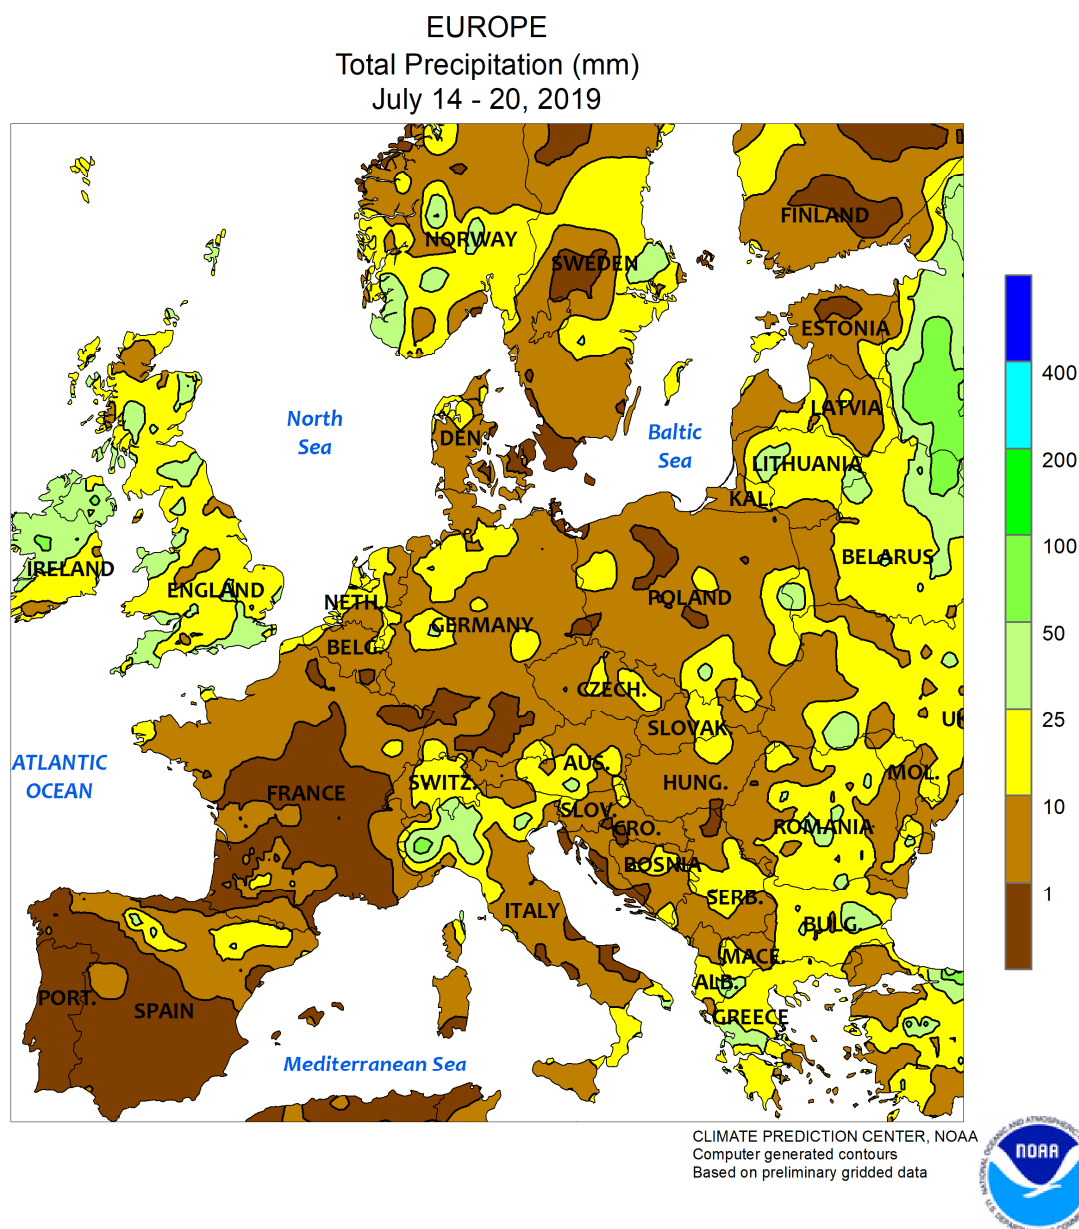 EUROPE
Total Precipitation (mm)
July 14 - 20, 2019
FINLAND
NORWAY
SWEDEN
ESTONIA
400
North
Sea
LATVIA
DEN.
Baltic
Sea
LITHUANIA
200
KAL.
100
IRELAND
BELARUS
ENGLAND
NETH.
POLAND
GERMANY
50
BELG.
CZECH.
UK
25
SLOVAK.
ATLANTIC
OCEAN
AUS.
MOL.
SWITZ.
HUNG.
FRANCE
10
SLOV.
CRO.
ROMANIA
BOSNIA
1
SERB.
ITALY
BULG.
MACE.
ALB.
PORT.
SPAIN
GREECE
Mediterranean Sea
CLIMATE PREDICTION CENTER, NOAA
Computer generated contours
Based on preliminary gridded data
NOAA